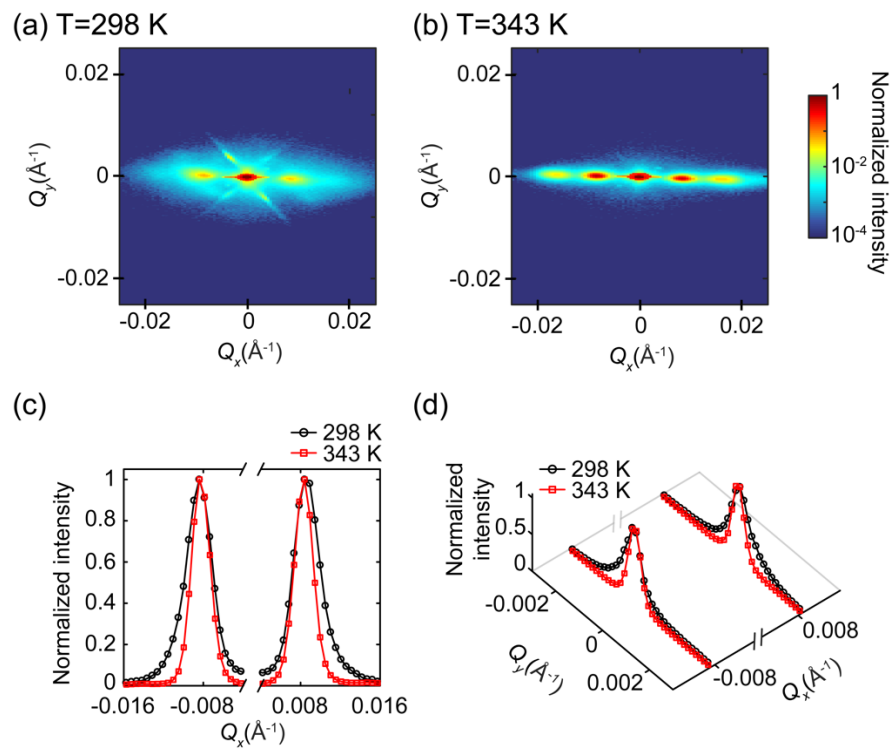 (a) T=298 K
(b) T=343 K
0.02
0
-0.02
Qy(Å-1)
-0.02 0 0.02
Qx(Å-1)
0.02
0
-0.02
Qy(Å-1)
-0.02 0 0.02
Qx(Å-1)
1
10-2
10-4
Normalized intensity
(c)
298 K
343 K
1
0.8
0.6
0.4
0.2
0
Normalized intensity
-0.016 -0.008 0.008 0.016
Qx(Å-1)
(d)
298 K
343 K
1
0.5
0
Normalized
intensity
-0.002
0
0.002
Qy(Å-1)
-0.008
0.008
Qx(Å-1)